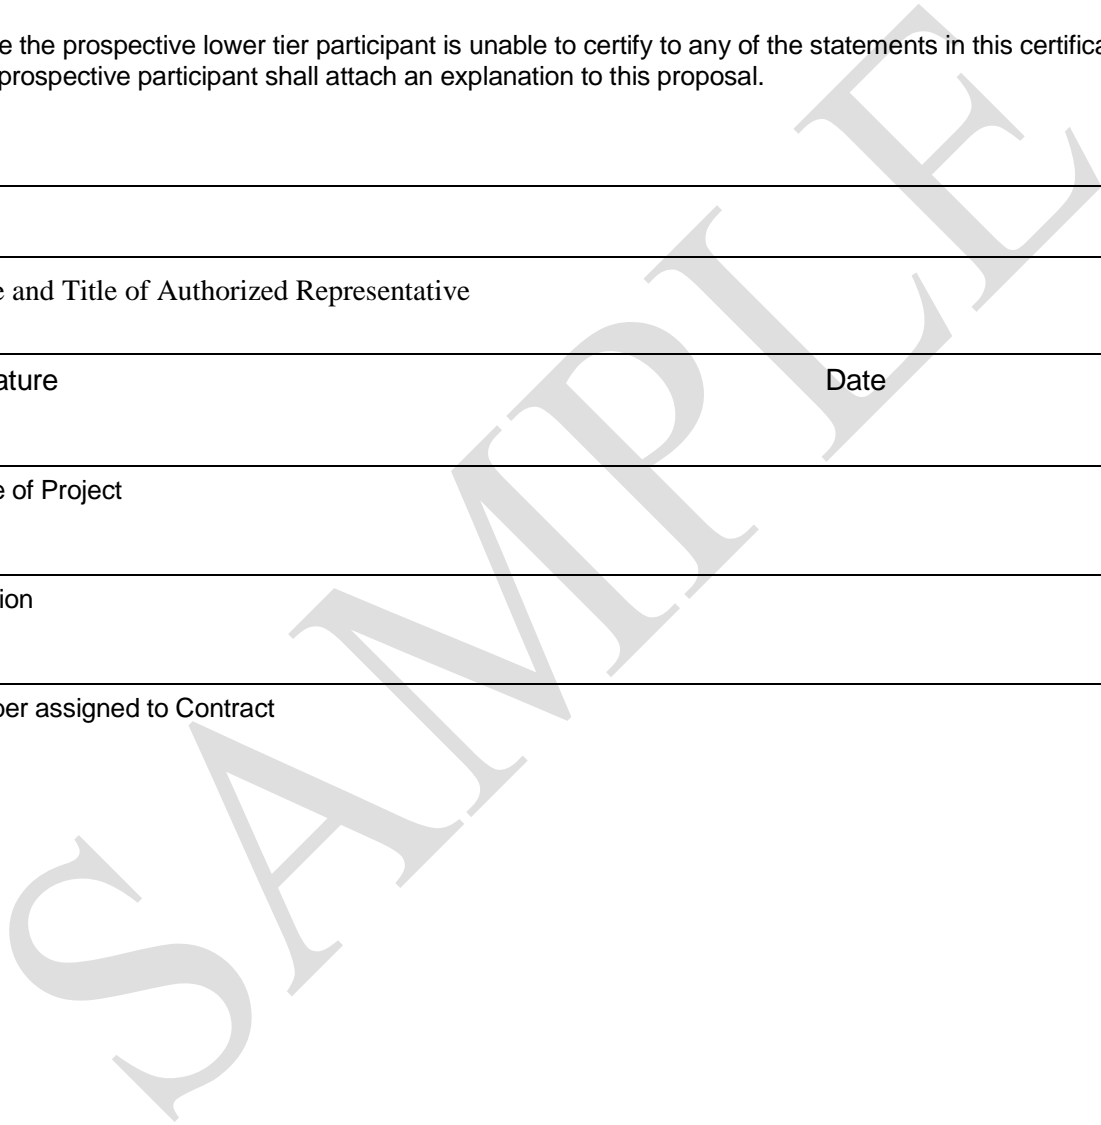 e the prospective lower tier participant is unable to certify to any of the statements in this certifica
prospective participant shall attach an explanation to this proposal.
e and Title of Authorized Representative
ature Date
e of Project
ion
ber assigned to Contract
SAMPLE